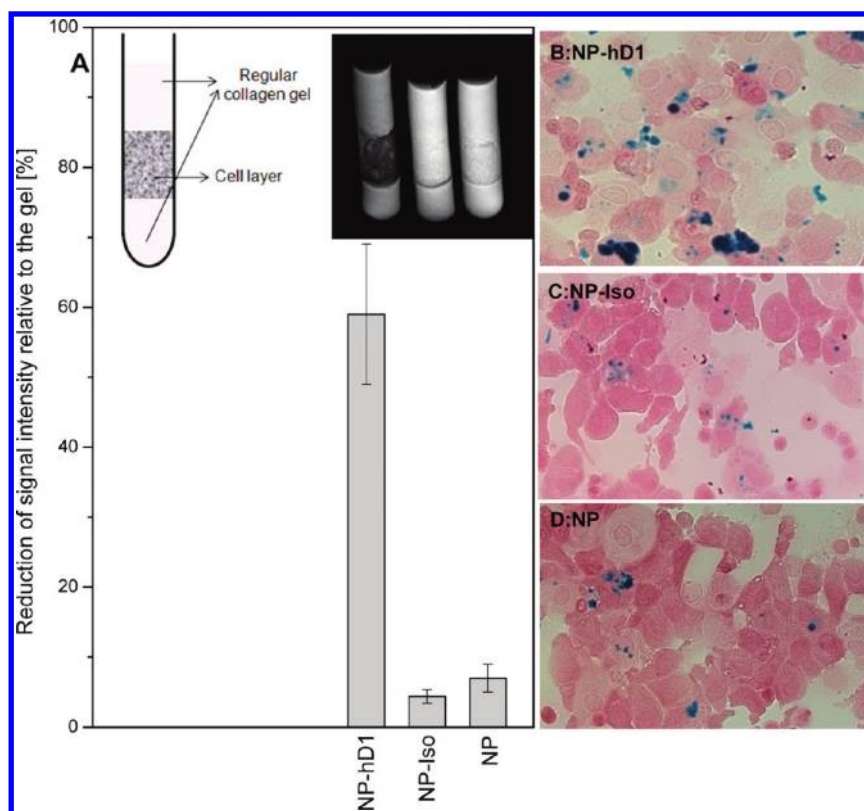 100
80
60
40
20
0
Reduction of signal intensity relative to the gel [%]
A
Regular
collagen gel
Cell layer
NP-hD1
NP-Iso
NP
B:NP-hD1
C:NP-Iso
D:NP